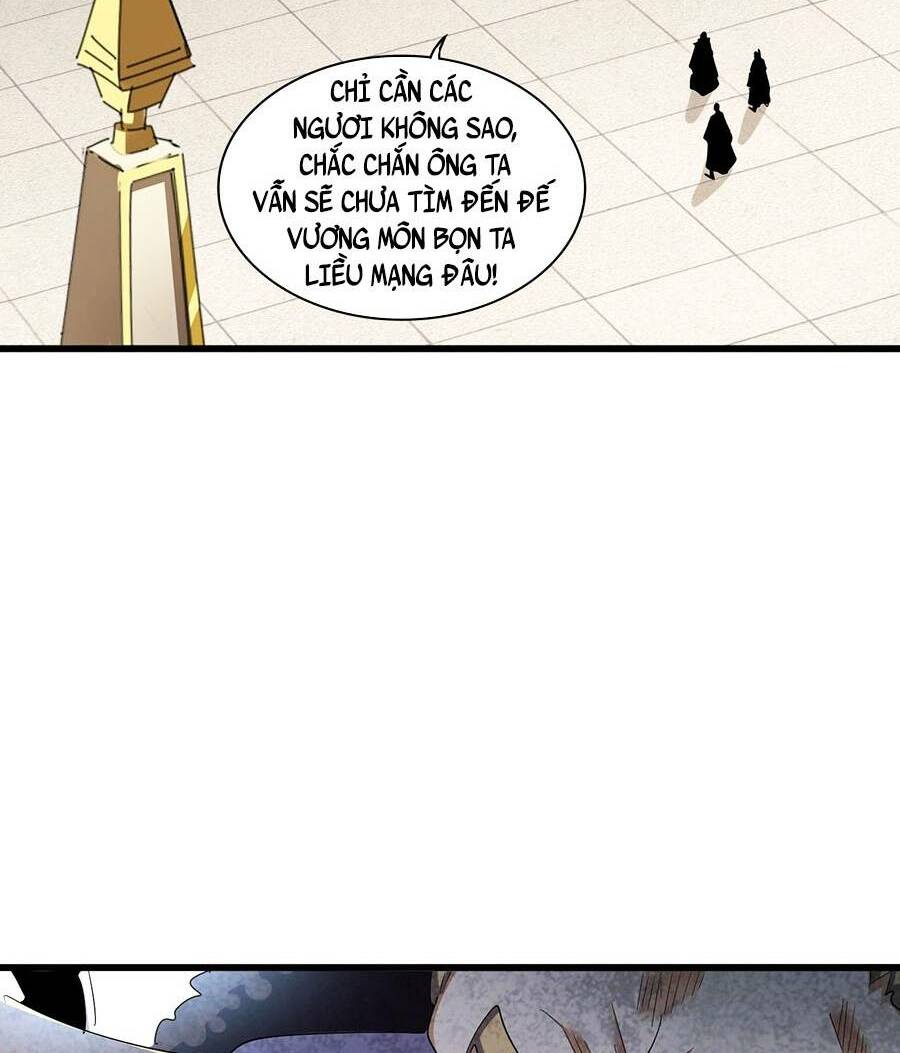 CHỈ CẦN CÁC
NGƯƠI KHÔNG SAO,
CHẮC CHẮN ÔNG TA
VẪN SẼ CHƯA TÌM ĐẾN ĐẾ
VƯƠNG MÔN BỌN TA
LIỀU MẠNG ĐÂU!